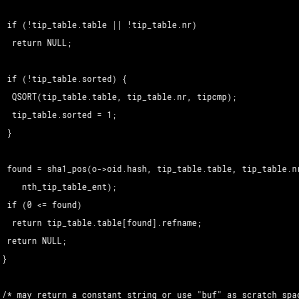 if (!tip_table.table || !tip_table.nr)
return NULL;
if (!tip_table.sorted) {
QSORT(tip_table.table, tip_table.nr, tipcmp);
tip_table.sorted = 1;
}
found = sha1_pos(o->oid.hash, tip_table.table, tip_table.nr
nth_tip_table_ent);
if (0 <= found)
return tip_table.table[found].refname;
return NULL;
}
/* may return a constant string or use "buf" as scratch spac